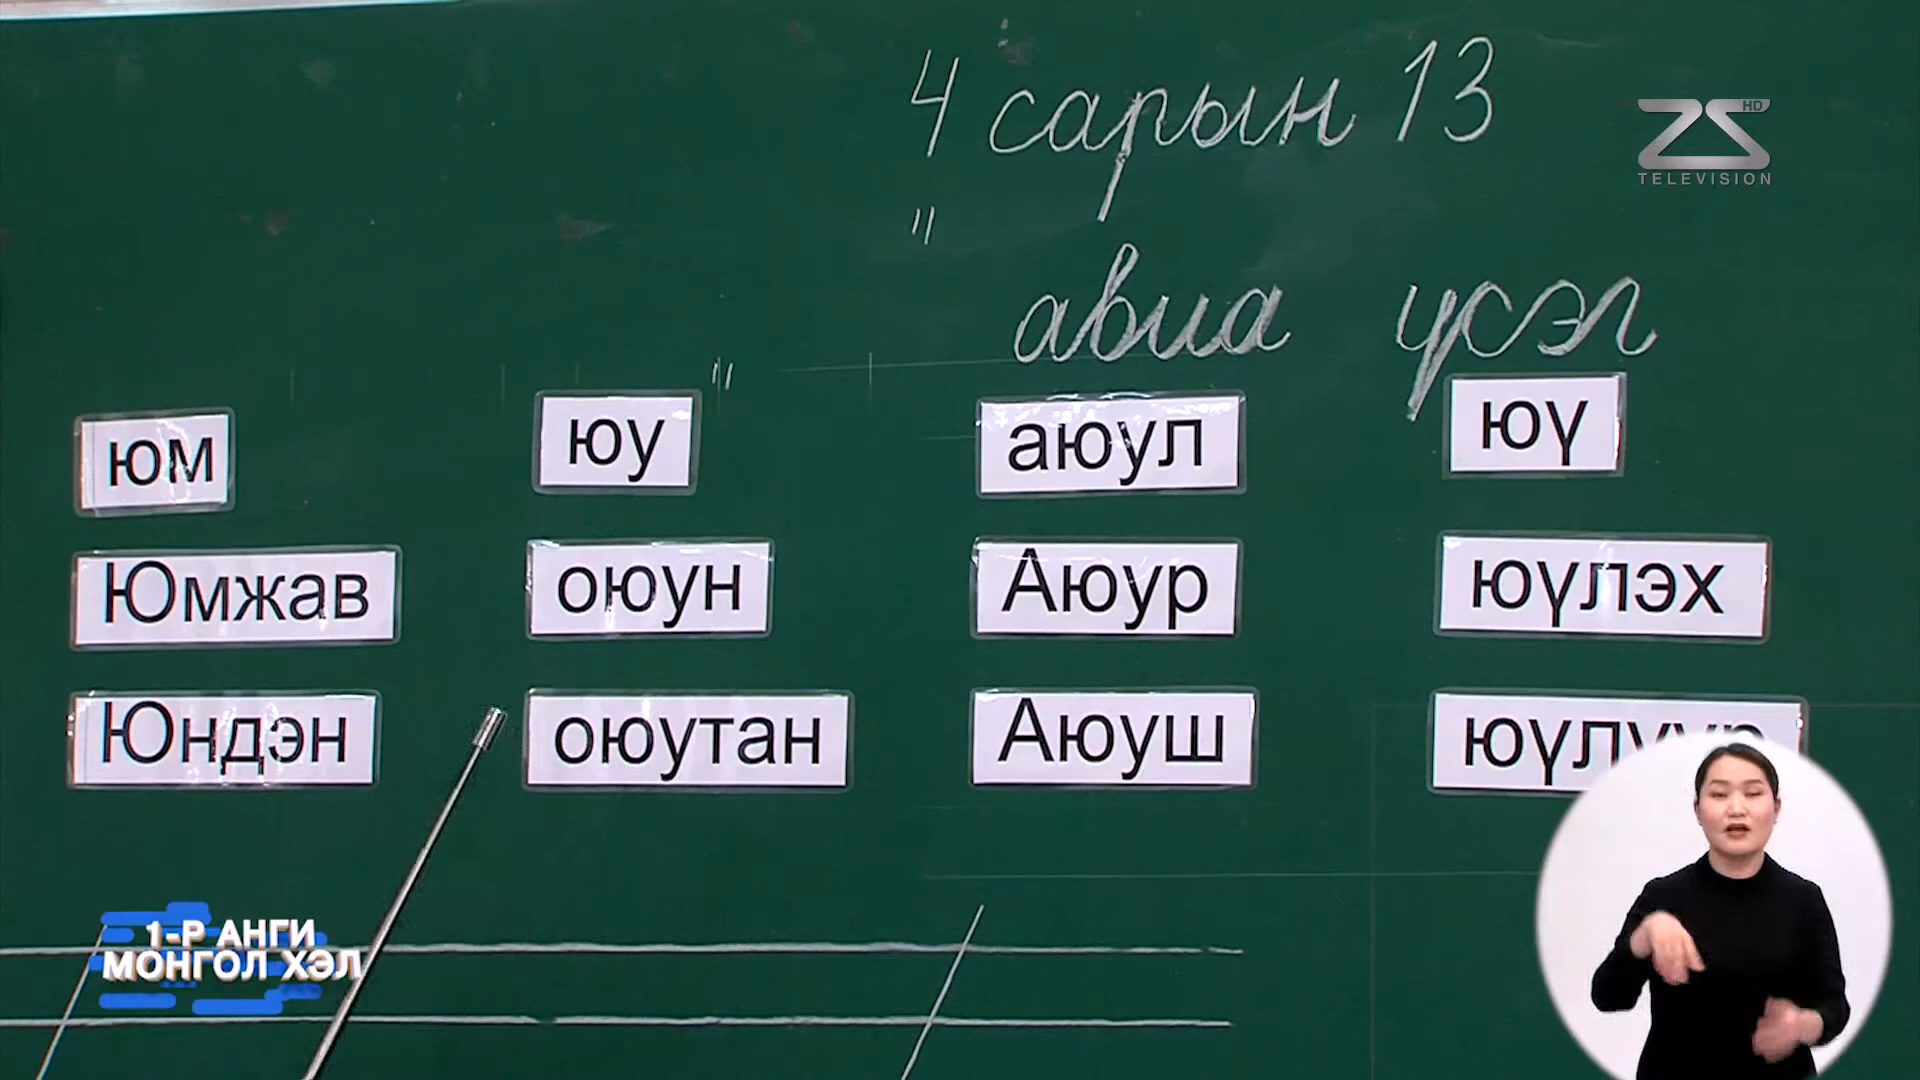 4 сарын 13
HD
TELEVISION
"
авиа үсэг
"
юм юу аюул юү
Юмжав оюун Аюур юүлэх
Юндэн оюутан Аюуш
1-Р АНГИ
МОНГОЛ ХЭЛ